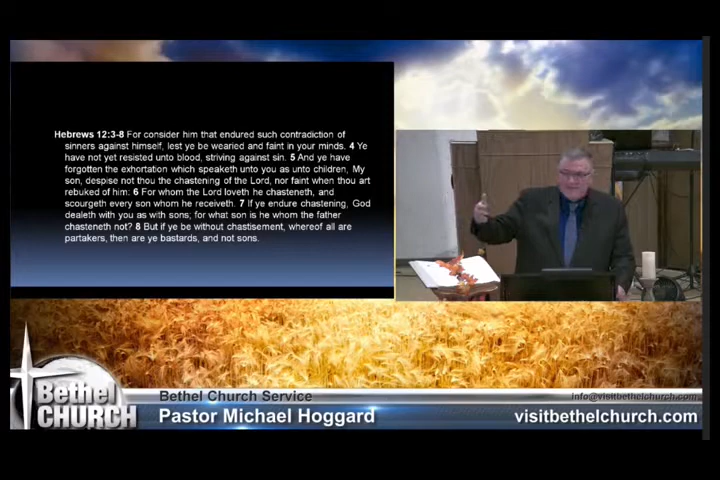 Hebrews 12:3-8 For consider him that endured such contradiction of
sinners against himself, lest ye be wearied and faint in your minds. 4 Ye
have not yet resisted unto blood, striving against sin. 5 And ye have
forgotten the exhortation which speaketh unto you as unto children, My
son, despise not thou the chastening of the Lord, nor faint when thou art
rebuked of him: 6 For whom the Lord loveth he chasteneth, and
scourgeth every son whom he receiveth. 7 If ye endure chastening, God
dealeth with you as with sons; for what son is he whom the father
chasteneth not? 8 But if ye be without chastisement, whereof all are
partakers, then are ye bastards, and not sons.
Bethel
CHURCH
Bethel Church Service
info@visitbethelchurch.com
Pastor Michael Hoggard
visitbethelchurch.com